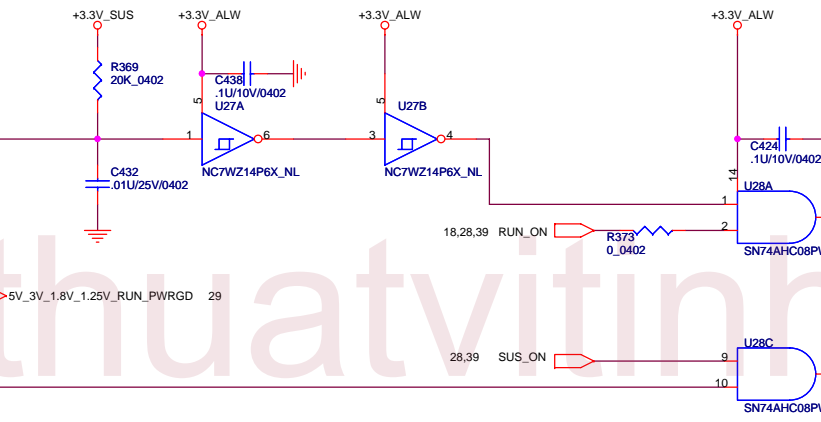 +3.3V_SUS
+3.3V_ALW
+3.3V_ALW
+3.3V_ALW
R369
20K_0402
C438
.1U/10V/0402
5
U27A
5
U27B
1
6
3
4
C424
.1U/10V/0402
C432
.01U/25V/0402
NC7WZ14P6X_NL
NC7WZ14P6X_NL
14
U28A
1
18,28,39 RUN_ON
R373
0_0402
2
SN74AHC08PW
5V_3V_1.8V_1.25V_RUN_PWRGD 29
thuatvitinh
28,39 SUS_ON
U28C
9
10
SN74AHC08PW